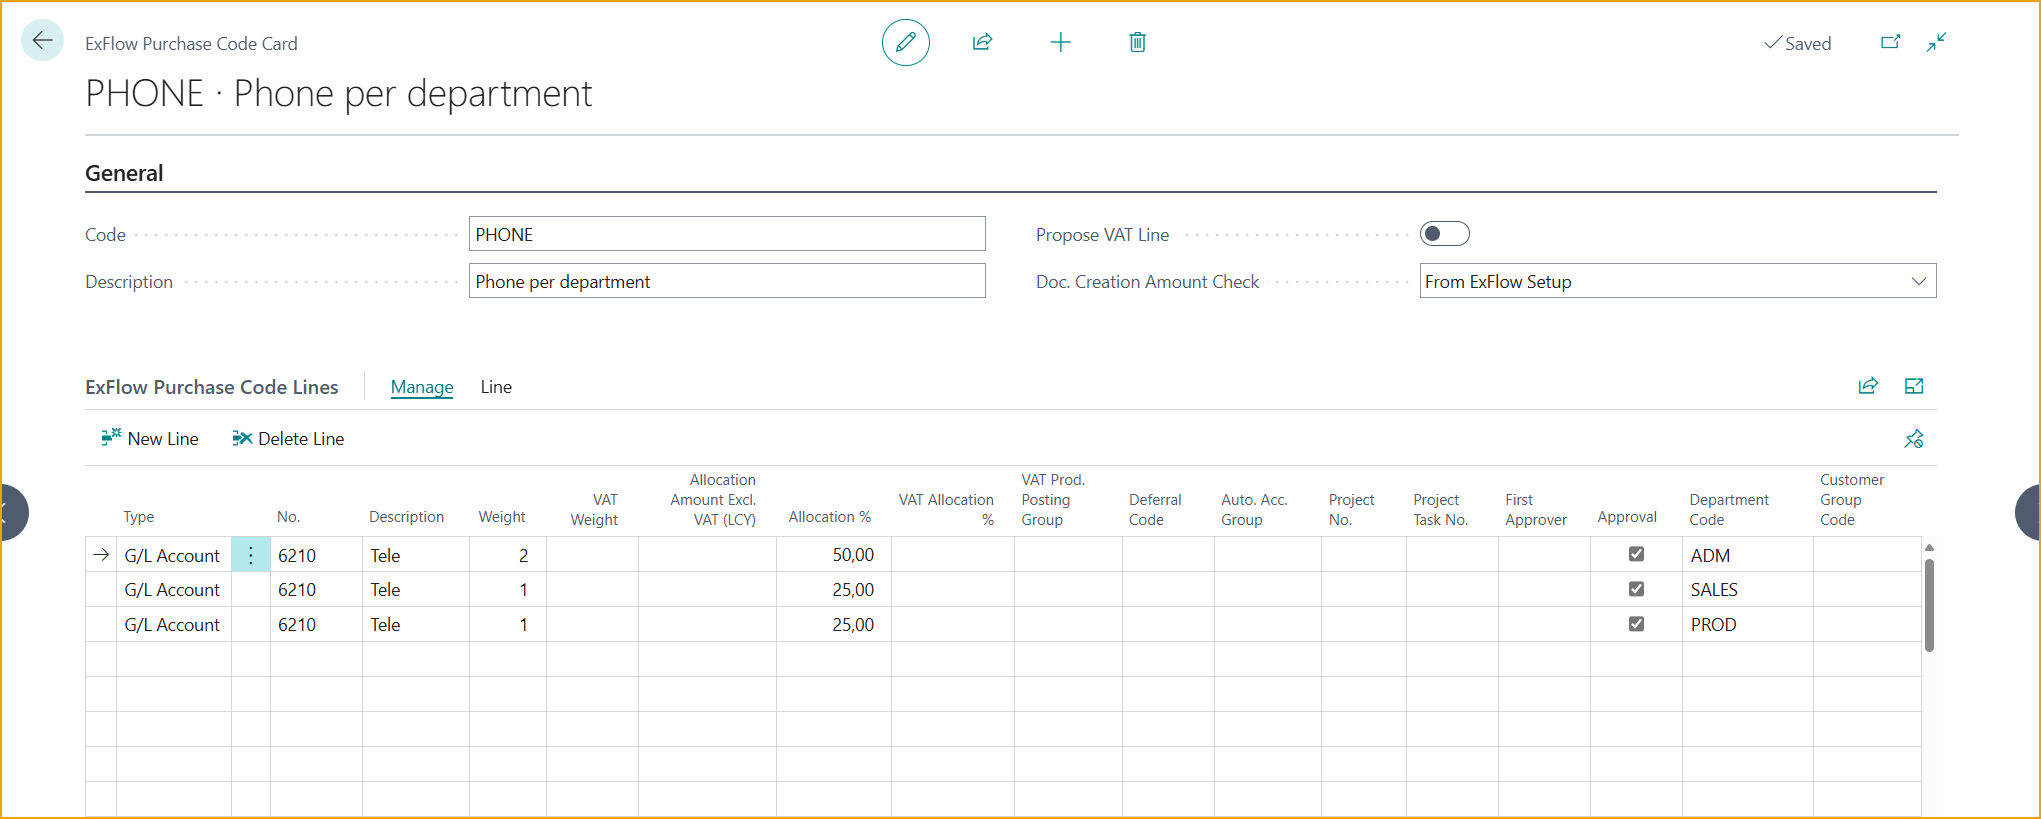 ExFlow Purchase Code Card
Saved
PHONE · Phone per department
General
Code PHONE
Propose VAT Line
Description Phone per department
Doc. Creation Amount Check From ExFlow Setup
ExFlow Purchase Code Lines Manage Line
New Line Delete Line
Type No. Description Weight VAT Weight Allocation Amount Excl. VAT (LCY) Allocation % VAT Allocation % VAT Prod. Posting Group Deferral Code Auto. Acc. Group Project No. Project Task No. First Approver Approval Department Code Customer Group Code
G/L Account 6210 Tele 2 50,00 ADM
G/L Account 6210 Tele 1 25,00 SALES
G/L Account 6210 Tele 1 25,00 PROD